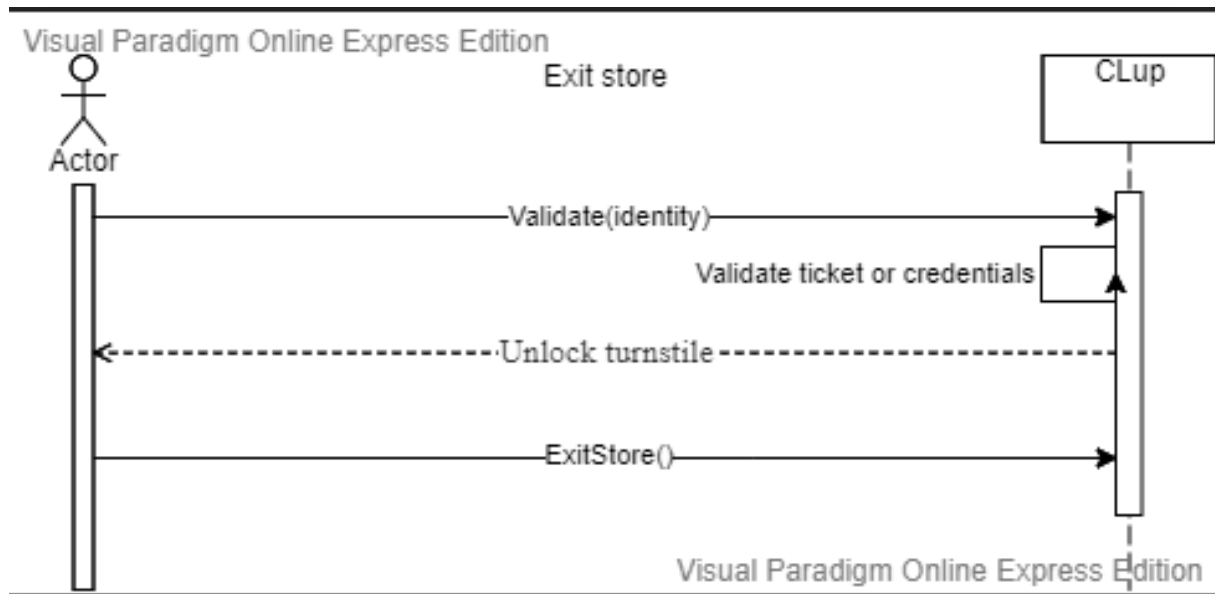 Visual Paradigm Online Express Edition
Exit store
CLup
Actor
Validate(identity)
Validate ticket or credentials
Unlock turnstile
ExitStore()
Visual Paradigm Online Express Edition